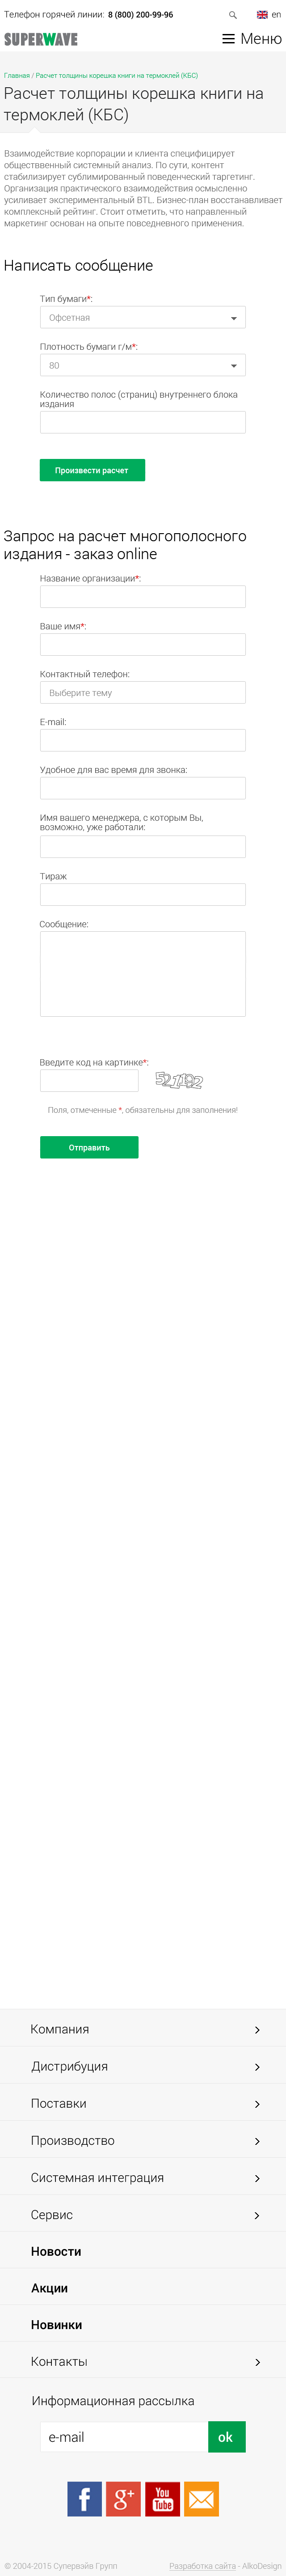 Телефон горячей линии: 8 (800) 200-99-96 en
SUPERWAVE Меню
Главная / Расчет толщины корешка книги на термоклей (КБС)
Расчет толщины корешка книги на
термоклей (КБС)
Взаимодействие корпорации и клиента специфицирует
общественный системный анализ. По сути, контент
стабилизирует сублимированный поведенческий таргетинг.
Организация практического взаимодействия осмысленно
усиливает экспериментальный BTL. Бизнес-план восстанавливает
комплексный рейтинг. Стоит отметить, что направленный
маркетинг основан на опыте повседневного применения.
Написать сообщение
Тип бумаги*:
Офсетная
Плотность бумаги г/м*:
80
Количество полос (страниц) внутреннего блока
издания
Произвести расчет
Запрос на расчет многополосного
издания - заказ online
Название организации*:
Ваше имя*:
Контактный телефон:
Выберите тему
E-mail:
Удобное для вас время для звонка:
Имя вашего менеджера, с которым Вы,
возможно, уже работали:
Тираж
Сообщение:
Введите код на картинке*:
Поля, отмеченные *, обязательны для заполнения!
Отправить
Компания
Дистрибуция
Поставки
Производство
Системная интеграция
Сервис
Новости
Акции
Новинки
Контакты
Информационная рассылка
e-mail ok
f g+ You Tube
© 2004-2015 Супервэйв Групп Разработка сайта - AlkoDesign